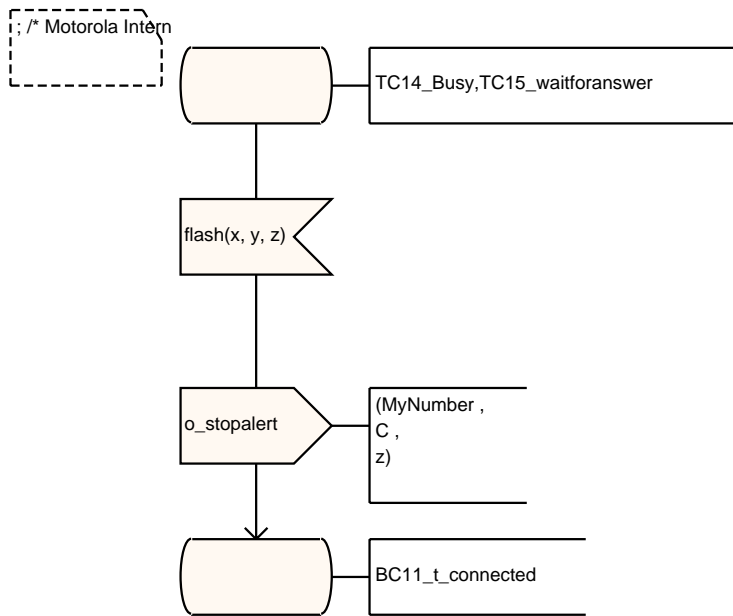 ; /* Motorola Intern
TC14_Busy,TC15_waitforanswer
flash(x, y, z)
o_stopalert
(MyNumber ,
C ,
z)
BC11_t_connected